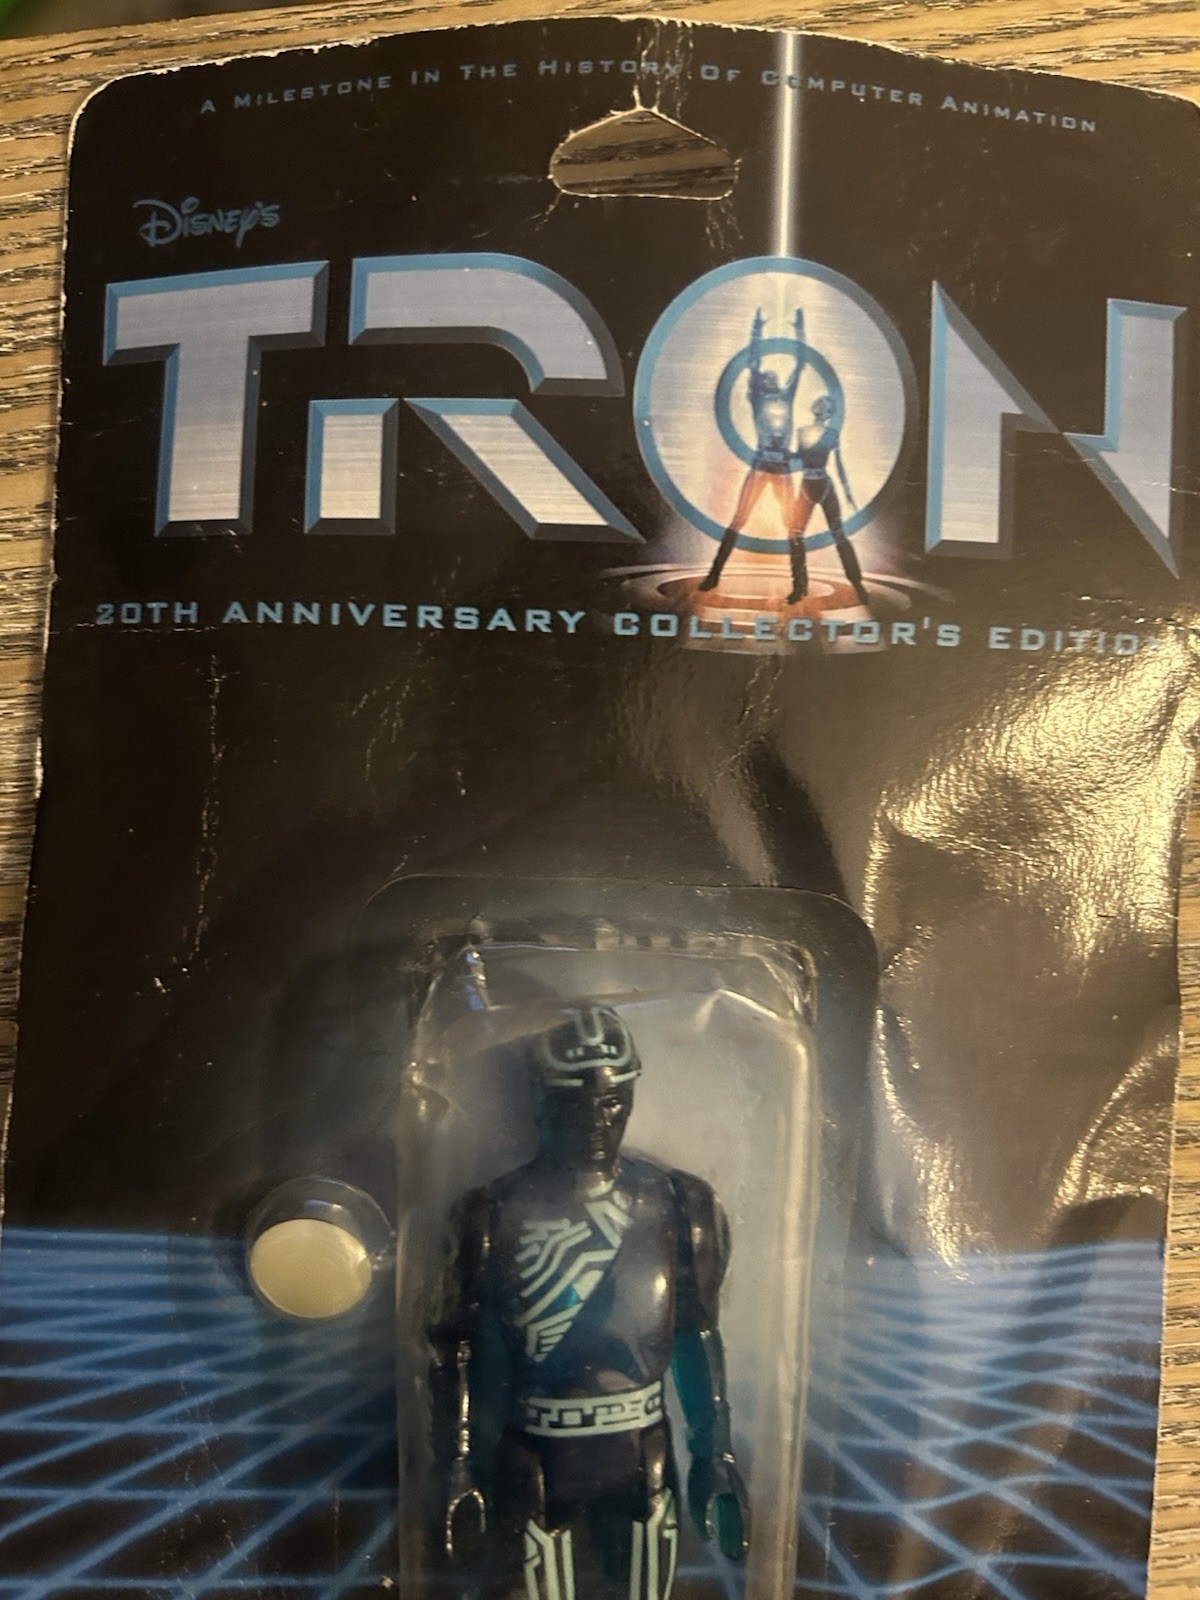 A Milestone In The History Of Computer Animation
Disney's
TRON
20TH ANNIVERSARY COLLECTOR'S EDITION